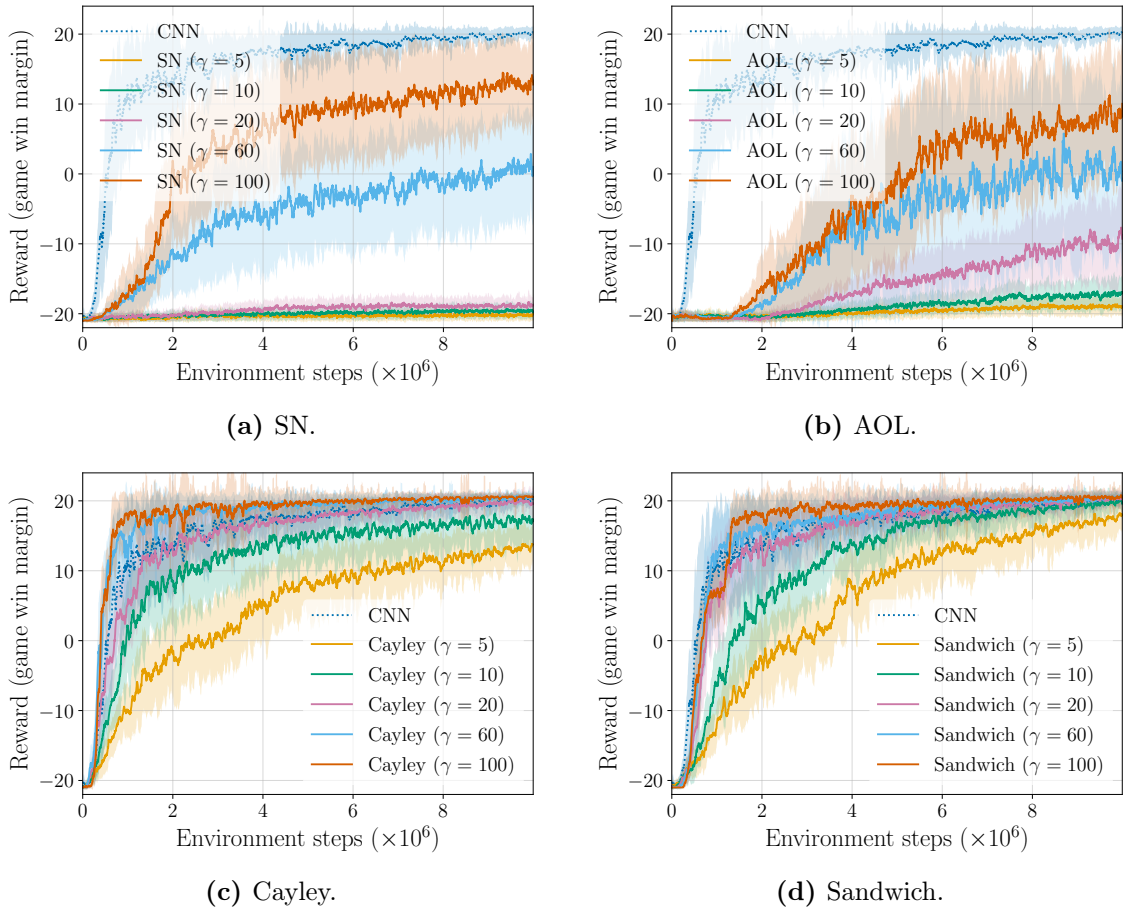 20
10
0
−10
−20
Reward (game win margin)
CNN
SN (γ = 5)
SN (γ = 10)
SN (γ = 20)
SN (γ = 60)
SN (γ = 100)
0 2 4 6 8
Environment steps (×10⁶)
(a) SN.
20
10
0
−10
−20
Reward (game win margin)
CNN
AOL (γ = 5)
AOL (γ = 10)
AOL (γ = 20)
AOL (γ = 60)
AOL (γ = 100)
0 2 4 6 8
Environment steps (×10⁶)
(b) AOL.
20
10
0
−10
−20
Reward (game win margin)
CNN
Cayley (γ = 5)
Cayley (γ = 10)
Cayley (γ = 20)
Cayley (γ = 60)
Cayley (γ = 100)
0 2 4 6 8
Environment steps (×10⁶)
(c) Cayley.
20
10
0
−10
−20
Reward (game win margin)
CNN
Sandwich (γ = 5)
Sandwich (γ = 10)
Sandwich (γ = 20)
Sandwich (γ = 60)
Sandwich (γ = 100)
0 2 4 6 8
Environment steps (×10⁶)
(d) Sandwich.